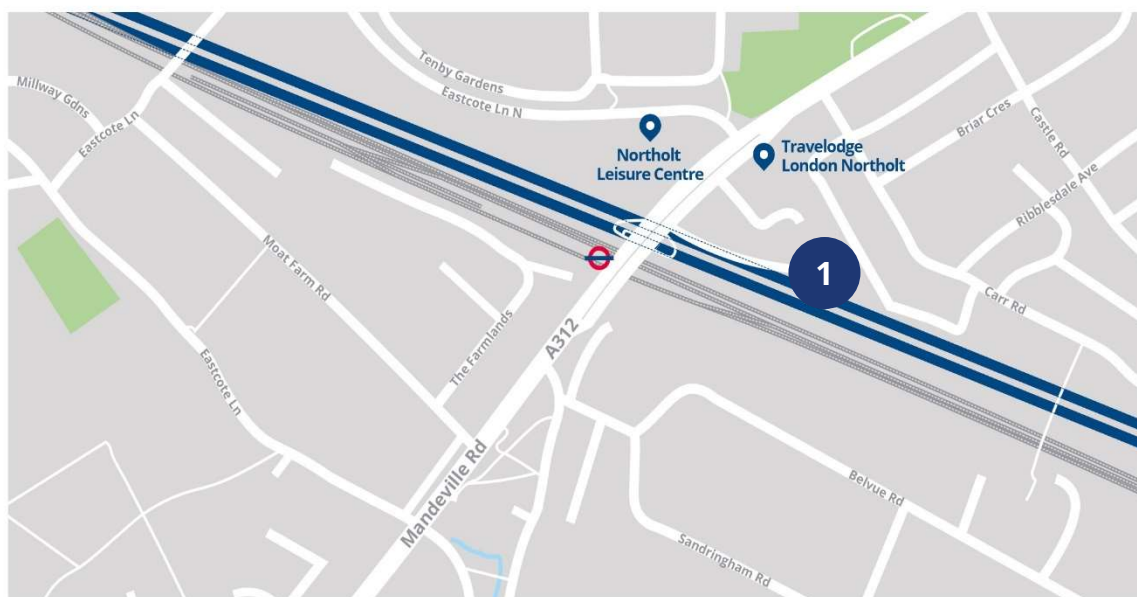 Tenby Gardens
Eastcote Ln N
Millway Gdns
Eastcote Ln
Northolt
Leisure Centre
Travelodge
London Northolt
Briar Cres
Castle Rd
Ribblesdale Ave
1
Moat Farm Rd
Carr Rd
The Farmlands
A312
Eastcote Ln
Mandeville Rd
Belvue Rd
Sandringham Rd